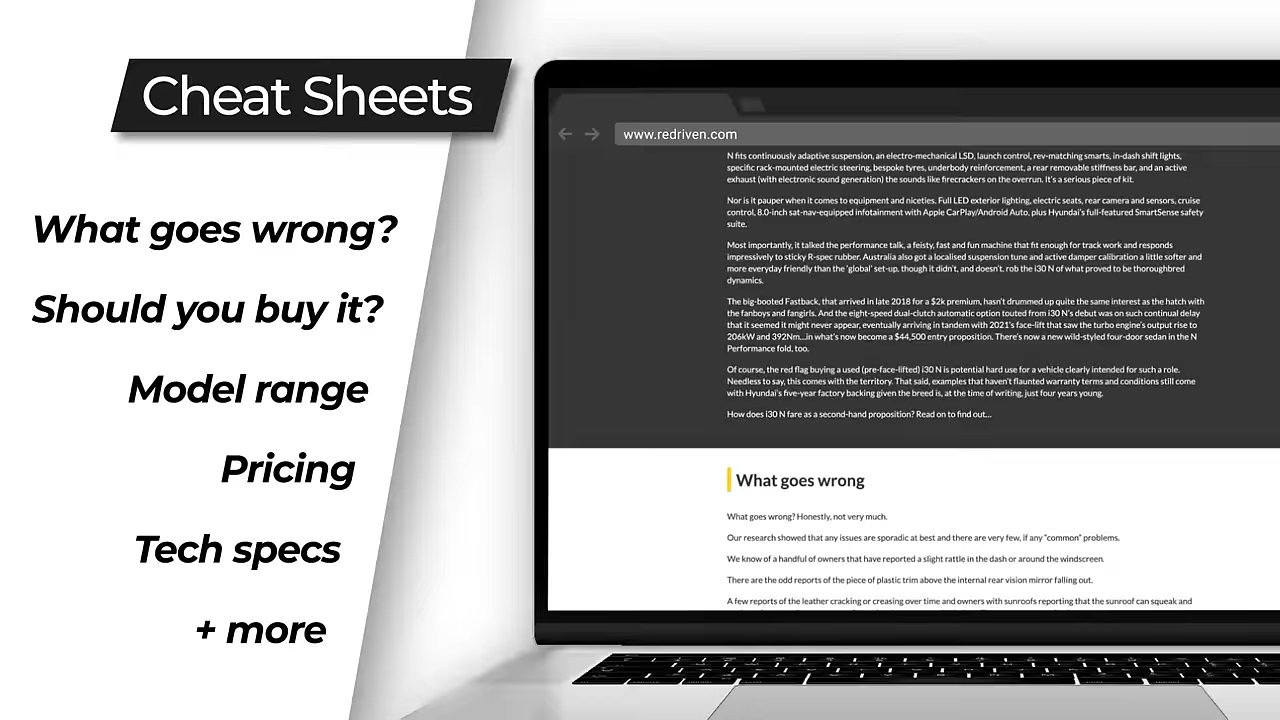 Cheat Sheets
What goes wrong?
Should you buy it?
Model range
Pricing
Tech specs
+ more
www.redriven.com
N fits continuously adaptive suspension, an electro-mechanical LSD, launch control, rev-matching smarts, in-dash shift lights,
specific rack-mounted electric steering, bespoke tyres, underbody reinforcement, a rear removable stiffness bar, and an active
exhaust (with electronic sound generation) the sounds like firecrackers on the overrun. It's a serious piece of kit.
Nor is it pauper when it comes to equipment and niceties. Full LED exterior lighting, electric seats, rear camera and sensors, cruise
control, 8.0-inch sat-nav-equipped infotainment with Apple CarPlay/Android Auto, plus Hyundai's full-featured SmartSense safety
suite.
Most importantly, it talked the performance talk, a feisty, fast and fun machine that fit enough for track work and responds
impressively to sticky R-spec rubber. Australia also got a localised suspension tune and active damper calibration a little softer and
more everyday friendly than the 'global' set-up, though it didn't, and doesn't, rob the i30 N of what proved to be thoroughbred
dynamics.
The big-booted Fastback, that arrived in late 2018 for a $2k premium, hasn't drummed up quite the same interest as the hatch with
the fanboys and fangirls. And the eight-speed dual-clutch automatic option touted from i30 N's debut was on such continual delay
that it seemed it might never appear, eventually arriving in tandem with 2021's face-lift that saw the turbo engine's output rise to
206kW and 392Nm...in what's now become a $44,500 entry proposition. There's now a new wild-styled four-door sedan in the N
Performance fold, too.
Of course, the red flag buying a used (pre-face-lifted) i30 N is potential hard use for a vehicle clearly intended for such a role.
Needless to say, this comes with the territory. That said, examples that haven't flaunted warranty terms and conditions still come
with Hyundai's five-year factory backing given the breed is, at the time of writing, just four years young.
How does i30 N fare as a second-hand proposition? Read on to find out...
What goes wrong
What goes wrong? Honestly, not very much.
Our research showed that any issues are sporadic at best and there are very few, if any "common" problems.
We know of a handful of owners that have reported a slight rattle in the dash or around the windscreen.
There are the odd reports of the piece of plastic trim above the internal rear vision mirror falling out.
A few reports of the leather cracking or creasing over time and owners with sunroofs reporting that the sunroof can squeak and